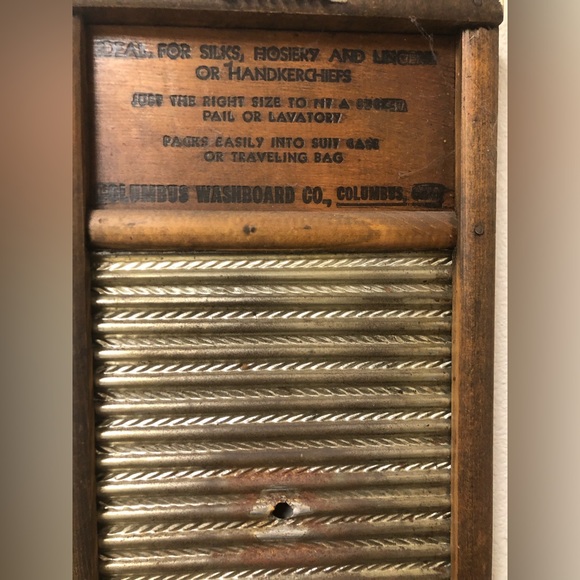 IDEAL FOR SILKS, HOSIERY AND LINGERIE
OR HANDKERCHIEFS
JUST THE RIGHT SIZE TO FIT A BUCKET,
PAIL OR LAVATORY
PACKS EASILY INTO SUIT CASE
OR TRAVELING BAG
COLUMBUS WASHBOARD CO., COLUMBUS, OHIO